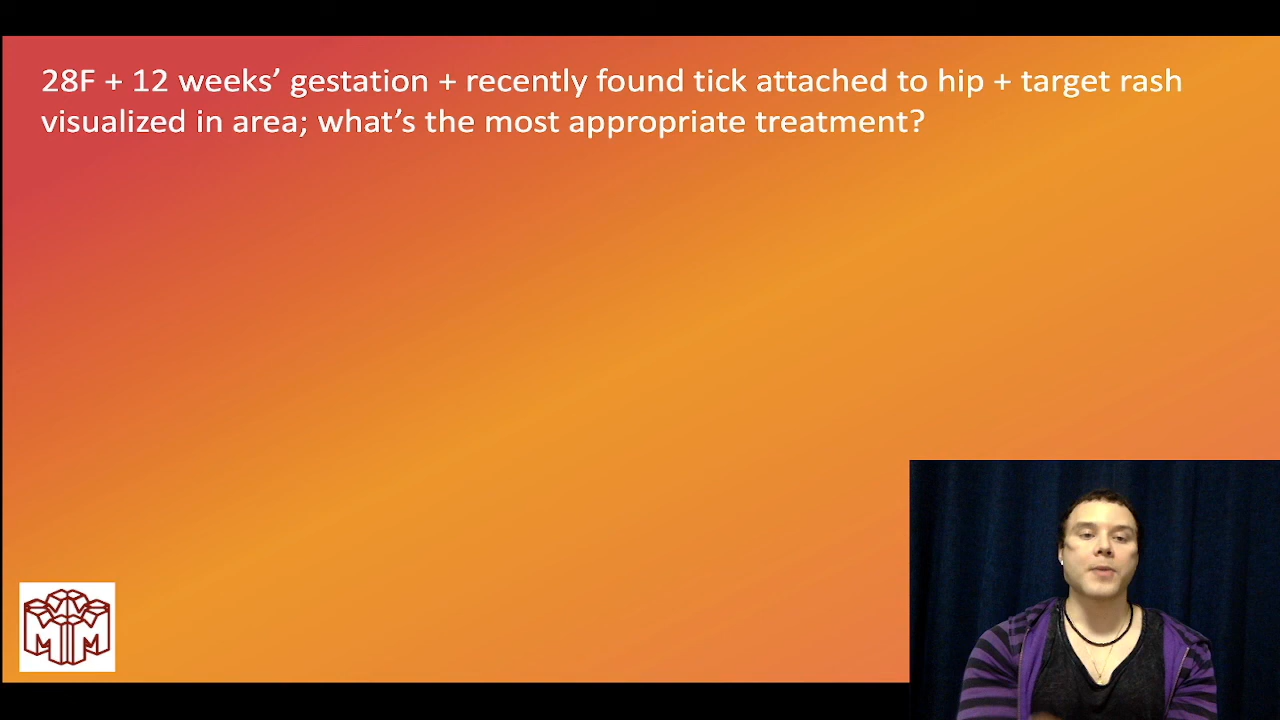 28F + 12 weeks’ gestation + recently found tick attached to hip + target rash
visualized in area; what’s the most appropriate treatment?
MM